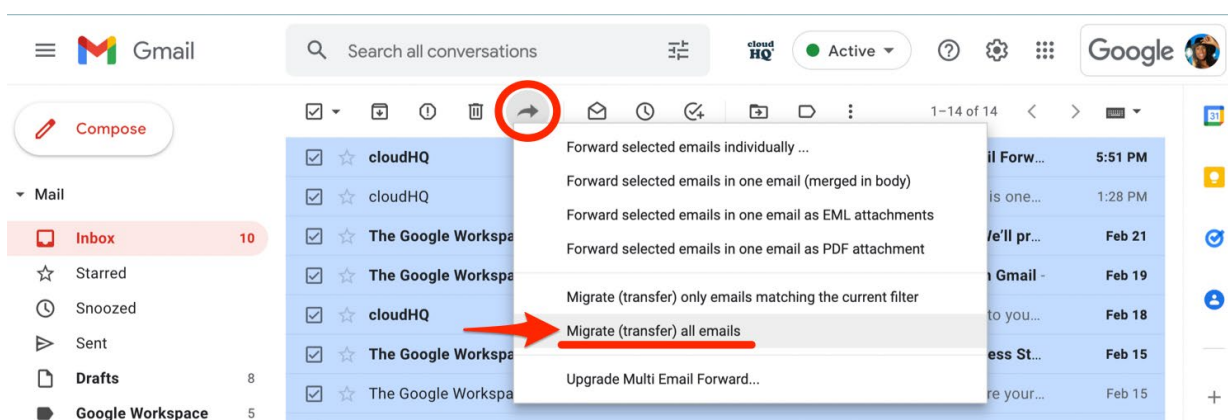 Gmail
Search all conversations
cloud
HQ
Active
Google
Compose
1–14 of 14
31
Forward selected emails individually ...
Forward selected emails in one email (merged in body)
Forward selected emails in one email as EML attachments
Forward selected emails in one email as PDF attachment
Migrate (transfer) only emails matching the current filter
Migrate (transfer) all emails
Upgrade Multi Email Forward...
Mail
Inbox 10
Starred
Snoozed
Sent
Drafts 8
Google Workspace 5
cloudHQ il Forw... 5:51 PM
cloudHQ is one... 1:28 PM
The Google Workspa 've'll pr... Feb 21
The Google Workspa Gmail - Feb 19
cloudHQ to you... Feb 18
The Google Workspa ess St... Feb 15
The Google Workspa re your... Feb 15